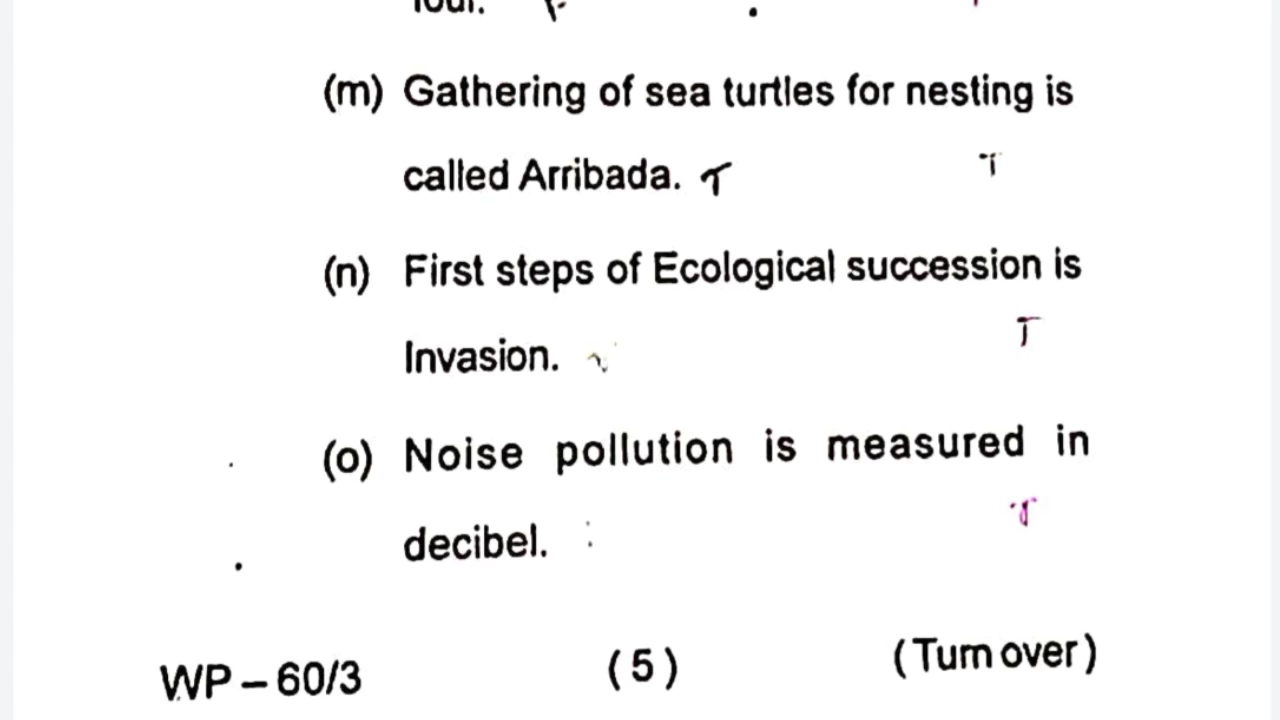 (m) Gathering of sea turtles for nesting is
called Arribada. T T
(n) First steps of Ecological succession is
Invasion. T
(o) Noise pollution is measured in
decibel. T
WP – 60/3 (5) (Turn over)